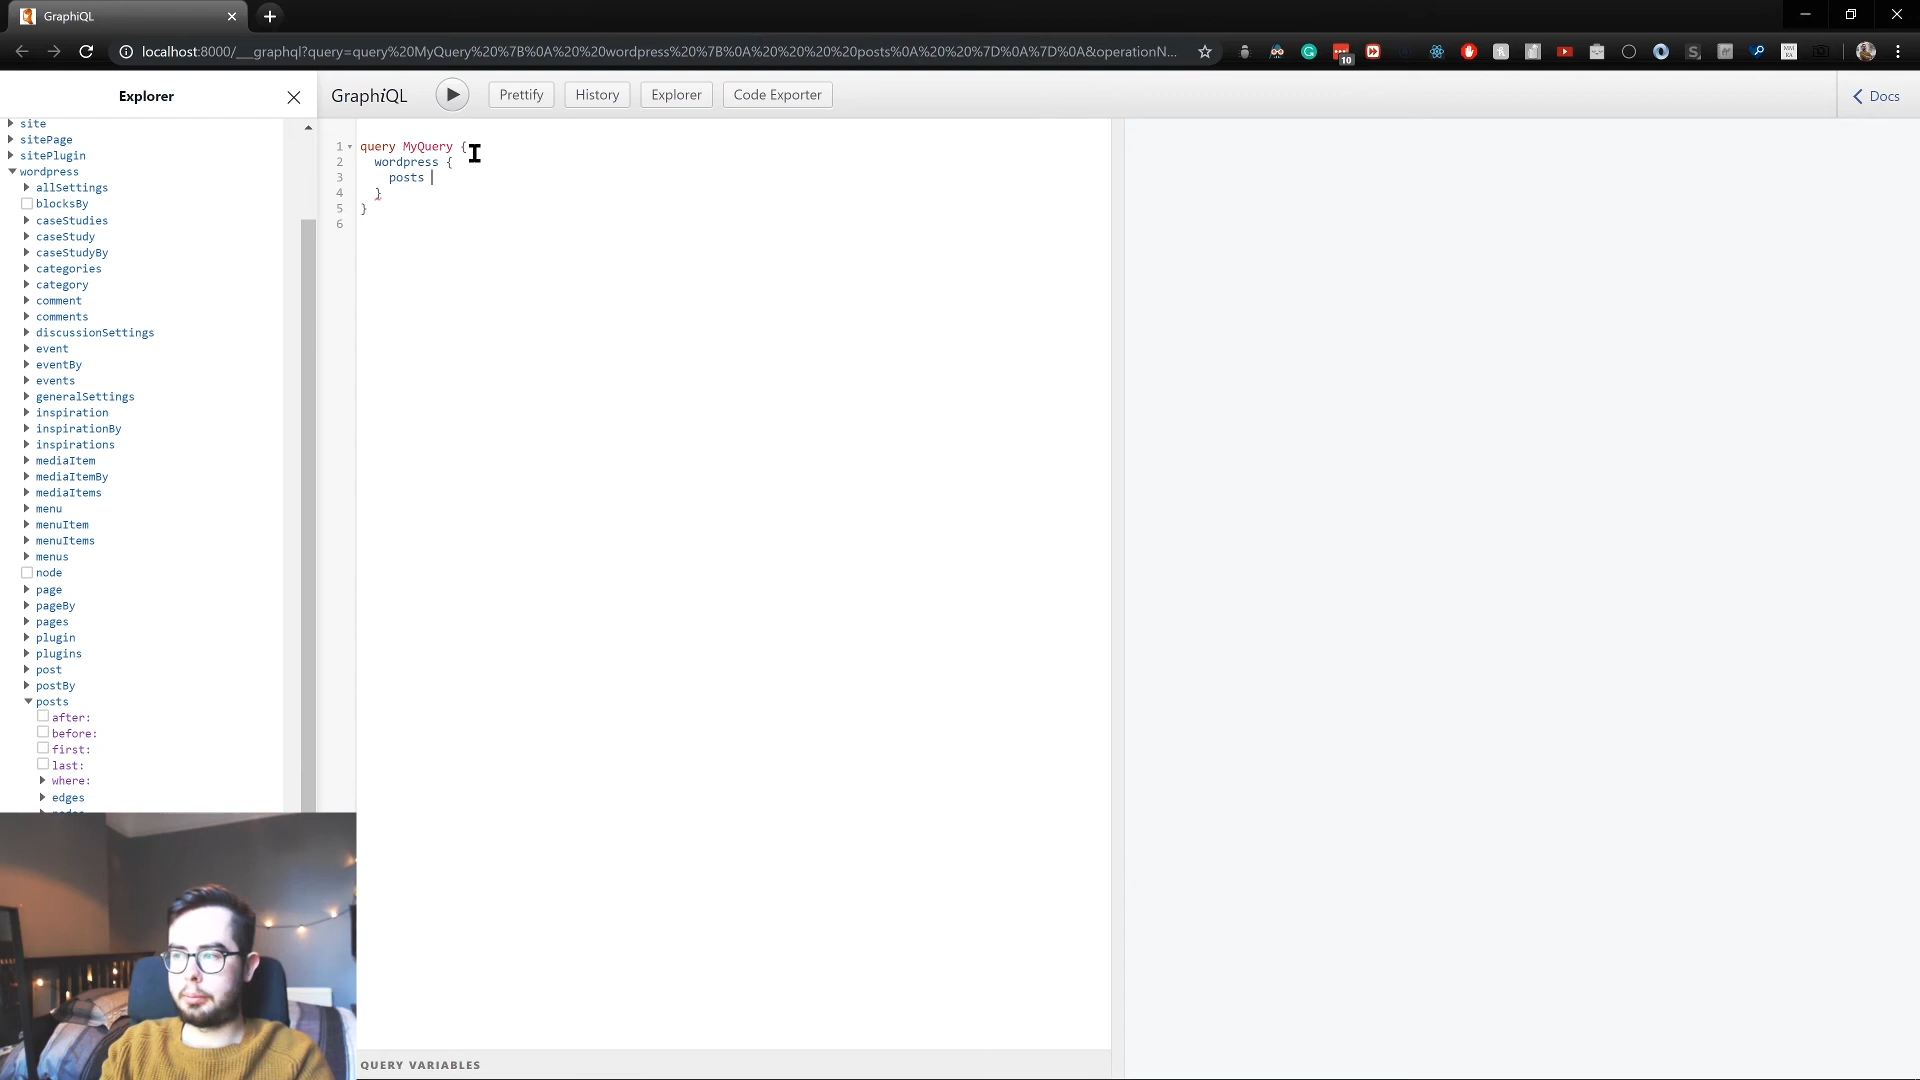 GraphiQL
localhost:8000/___graphql?query=query%20MyQuery%20%7B%0A%20%20wordpress%20%7B%0A%20%20%20%20posts%0A%20%20%7D%0A%7D%0A&operationN...
10
Explorer
GraphiQL
Prettify
History
Explorer
Code Exporter
Docs
site
sitePage
sitePlugin
wordpress
allSettings
blocksBy
caseStudies
caseStudy
caseStudyBy
categories
category
comment
comments
discussionSettings
event
eventBy
events
generalSettings
inspiration
inspirationBy
inspirations
mediaItem
mediaItemBy
mediaItems
menu
menuItem
menuItems
menus
node
page
pageBy
pages
plugin
plugins
post
postBy
posts
after:
before:
first:
last:
where:
edges
1 query MyQuery {
2 wordpress {
3 posts
4 }
5 }
6
QUERY VARIABLES